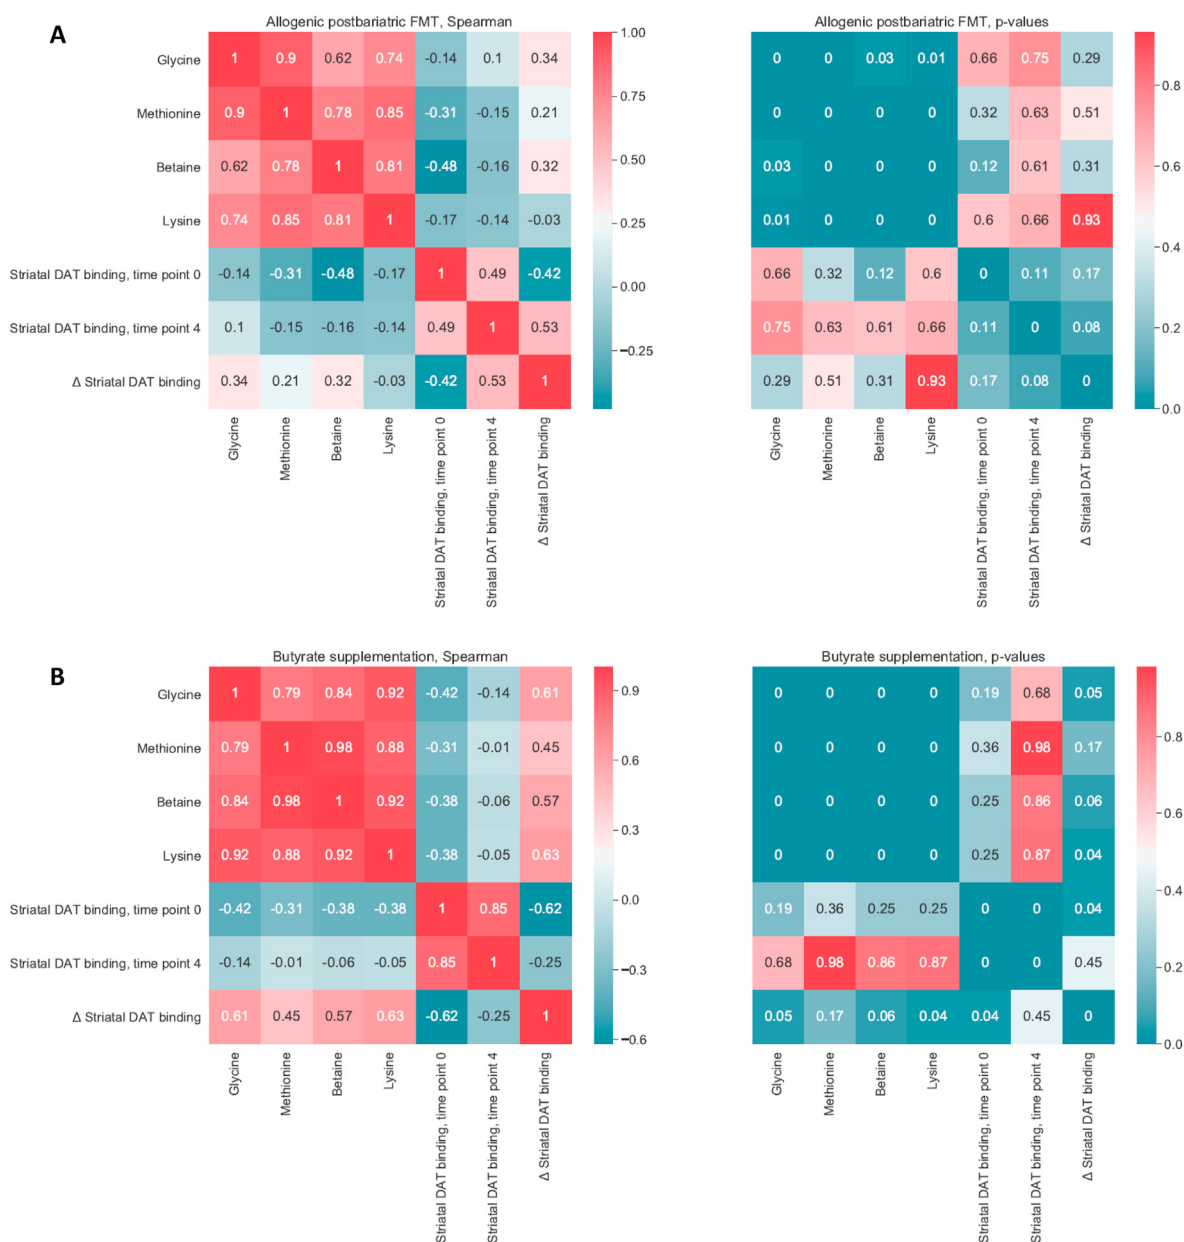 A
Allogenic postbariatric FMT, Spearman
Glycine 1 0.9 0.62 0.74 -0.14 0.1 0.34
Methionine 0.9 1 0.78 0.85 -0.31 -0.15 0.21
Betaine 0.62 0.78 1 0.81 -0.48 -0.16 0.32
Lysine 0.74 0.85 0.81 1 -0.17 -0.14 -0.03
Striatal DAT binding, time point 0 -0.14 -0.31 -0.48 -0.17 1 0.49 -0.42
Striatal DAT binding, time point 4 0.1 -0.15 -0.16 -0.14 0.49 1 0.53
Δ Striatal DAT binding 0.34 0.21 0.32 -0.03 -0.42 0.53 1
Glycine
Methionine
Betaine
Lysine
Striatal DAT binding, time point 0
Striatal DAT binding, time point 4
Δ Striatal DAT binding
1.00
0.75
0.50
0.25
0.00
−0.25
Allogenic postbariatric FMT, p-values
0 0 0.03 0.01 0.66 0.75 0.29
0 0 0 0 0.32 0.63 0.51
0.03 0 0 0 0.12 0.61 0.31
0.01 0 0 0 0.6 0.66 0.93
0.66 0.32 0.12 0.6 0 0.11 0.17
0.75 0.63 0.61 0.66 0.11 0 0.08
0.29 0.51 0.31 0.93 0.17 0.08 0
Glycine
Methionine
Betaine
Lysine
Striatal DAT binding, time point 0
Striatal DAT binding, time point 4
Δ Striatal DAT binding
0.8
0.6
0.4
0.2
0.0
B
Butyrate supplementation, Spearman
Glycine 1 0.79 0.84 0.92 -0.42 -0.14 0.61
Methionine 0.79 1 0.98 0.88 -0.31 -0.01 0.45
Betaine 0.84 0.98 1 0.92 -0.38 -0.06 0.57
Lysine 0.92 0.88 0.92 1 -0.38 -0.05 0.63
Striatal DAT binding, time point 0 -0.42 -0.31 -0.38 -0.38 1 0.85 -0.62
Striatal DAT binding, time point 4 -0.14 -0.01 -0.06 -0.05 0.85 1 -0.25
Δ Striatal DAT binding 0.61 0.45 0.57 0.63 -0.62 -0.25 1
Glycine
Methionine
Betaine
Lysine
Striatal DAT binding, time point 0
Striatal DAT binding, time point 4
Δ Striatal DAT binding
0.9
0.6
0.3
0.0
−0.3
−0.6
Butyrate supplementation, p-values
0 0 0 0 0.19 0.68 0.05
0 0 0 0 0.36 0.98 0.17
0 0 0 0 0.25 0.86 0.06
0 0 0 0 0.25 0.87 0.04
0.19 0.36 0.25 0.25 0 0 0.04
0.68 0.98 0.86 0.87 0 0 0.45
0.05 0.17 0.06 0.04 0.04 0.45 0
Glycine
Methionine
Betaine
Lysine
Striatal DAT binding, time point 0
Striatal DAT binding, time point 4
Δ Striatal DAT binding
0.8
0.6
0.4
0.2
0.0